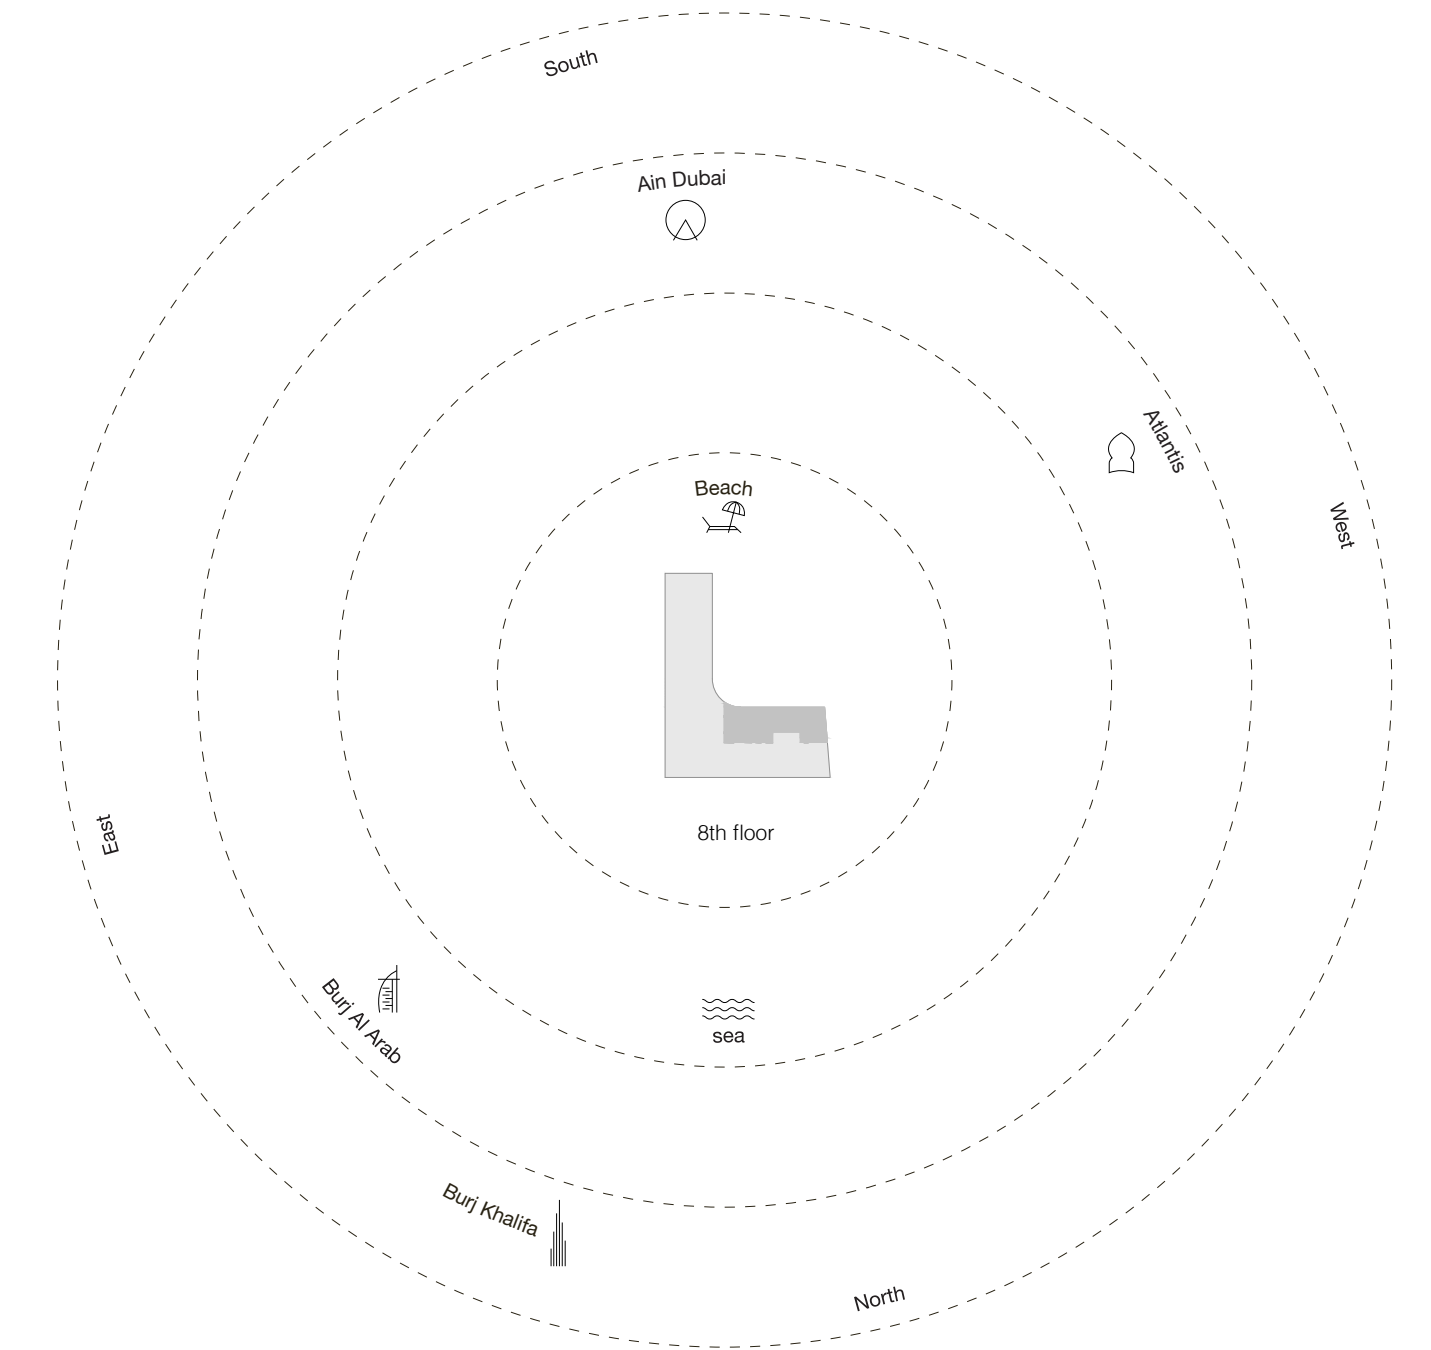 South
Ain Dubai
Atlantis
Beach
West
East
8th floor
Burj Al Arab
sea
Burj Khalifa
North